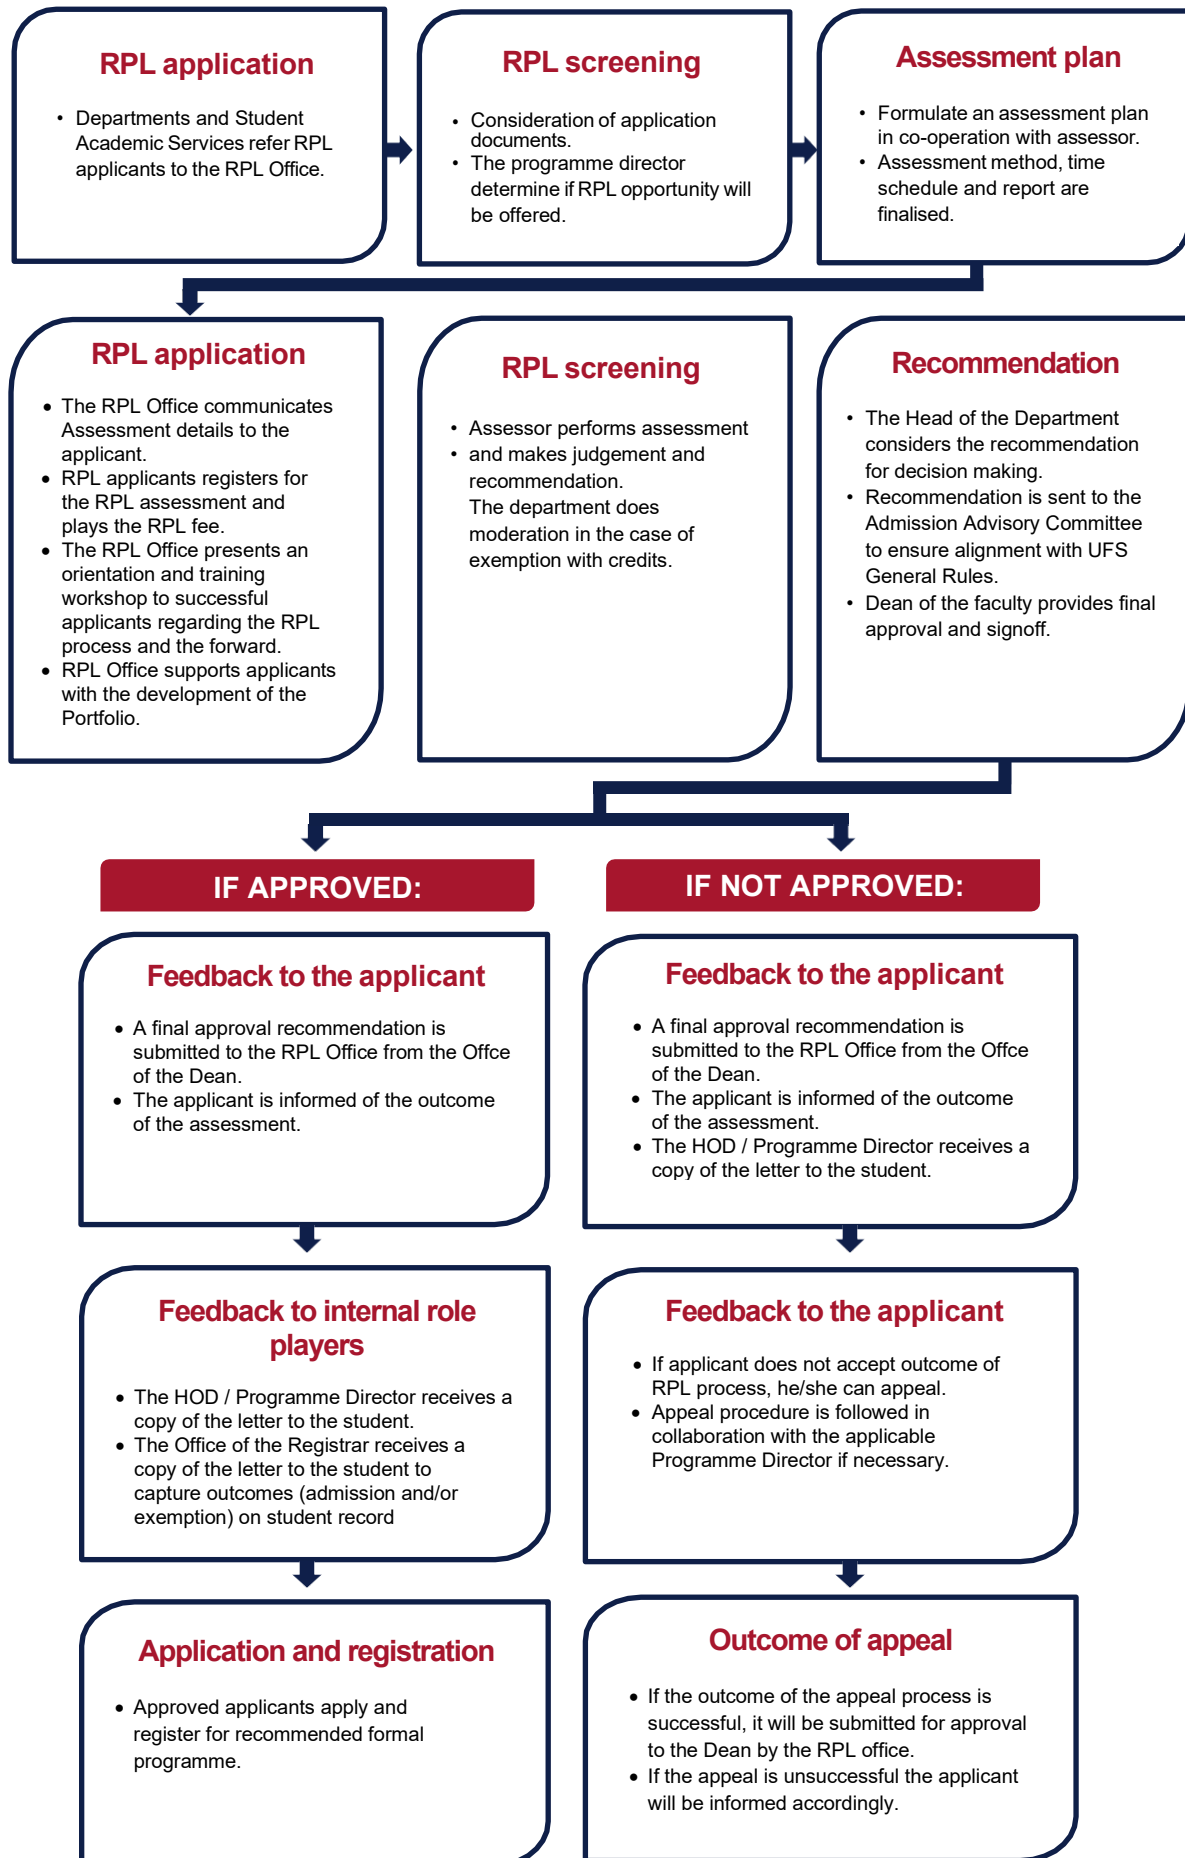 RPL application
• Departments and Student
Academic Services refer RPL
applicants to the RPL Office.
RPL screening
• Consideration of application
documents.
• The programme director
determine if RPL opportunity will
be offered.
Assessment plan
• Formulate an assessment plan
in co-operation with assessor.
• Assessment method, time
schedule and report are
finalised.
RPL application
• The RPL Office communicates
Assessment details to the
applicant.
• RPL applicants registers for
the RPL assessment and
plays the RPL fee.
• The RPL Office presents an
orientation and training
workshop to successful
applicants regarding the RPL
process and the forward.
• RPL Office supports applicants
with the development of the
Portfolio.
RPL screening
• Assessor performs assessment
• and makes judgement and
recommendation.
The department does
moderation in the case of
exemption with credits.
Recommendation
• The Head of the Department
considers the recommendation
for decision making.
• Recommendation is sent to the
Admission Advisory Committee
to ensure alignment with UFS
General Rules.
• Dean of the faculty provides final
approval and signoff.
IF APPROVED:
Feedback to the applicant
• A final approval recommendation is
submitted to the RPL Office from the Offce
of the Dean.
• The applicant is informed of the outcome
of the assessment.
Feedback to internal role
players
• The HOD / Programme Director receives a
copy of the letter to the student.
• The Office of the Registrar receives a
copy of the letter to the student to
capture outcomes (admission and/or
exemption) on student record
Application and registration
• Approved applicants apply and
register for recommended formal
programme.
IF NOT APPROVED:
Feedback to the applicant
• A final approval recommendation is
submitted to the RPL Office from the Offce
of the Dean.
• The applicant is informed of the outcome
of the assessment.
• The HOD / Programme Director receives a
copy of the letter to the student.
Feedback to the applicant
• If applicant does not accept outcome of
RPL process, he/she can appeal.
• Appeal procedure is followed in
collaboration with the applicable
Programme Director if necessary.
Outcome of appeal
• If the outcome of the appeal process is
successful, it will be submitted for approval
to the Dean by the RPL office.
• If the appeal is unsuccessful the applicant
will be informed accordingly.